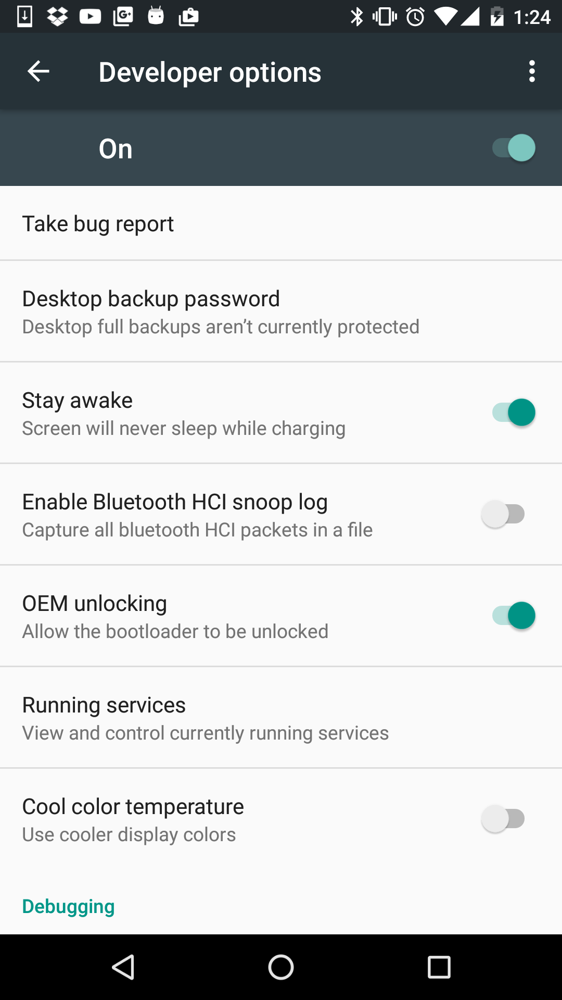 1:24
Developer options
On
Take bug report
Desktop backup password
Desktop full backups aren’t currently protected
Stay awake
Screen will never sleep while charging
Enable Bluetooth HCI snoop log
Capture all bluetooth HCI packets in a file
OEM unlocking
Allow the bootloader to be unlocked
Running services
View and control currently running services
Cool color temperature
Use cooler display colors
Debugging